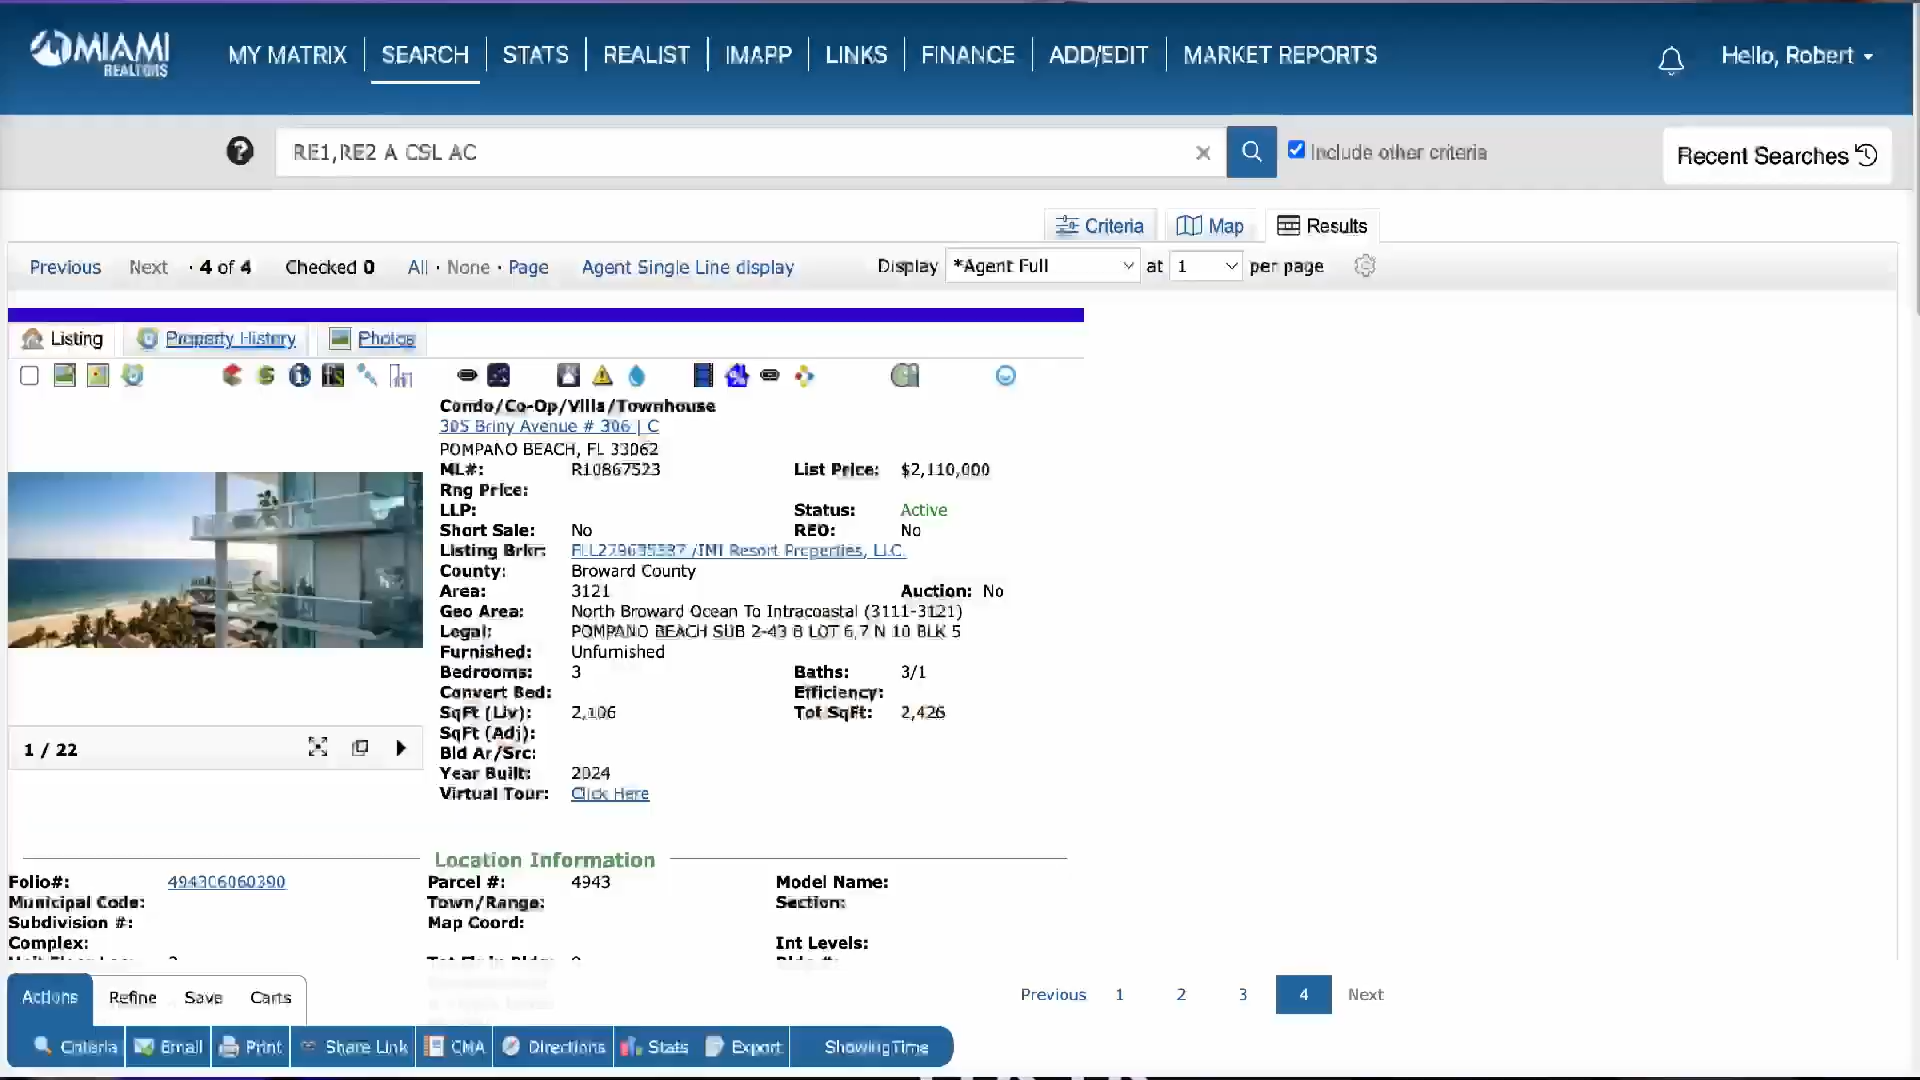 MIAMI REALTORS
MY MATRIX SEARCH STATS REALIST IMAPP LINKS FINANCE ADD/EDIT MARKET REPORTS Hello, Robert
RE1,RE2 A CSL AC Include other criteria Recent Searches
Criteria Map Results
Previous Next · 4 of 4 Checked 0 All · None · Page Agent Single Line display Display *Agent Full at 1 per page
Listing Property History Photos
Condo/Co-Op/Villa/Townhouse
305 Briny Avenue # 306 | C
POMPANO BEACH, FL 33062
ML#: R10867523 List Price: $2,110,000
Rng Price:
LLP: Status: Active
Short Sale: No REO: No
Listing Brkr: /IMI Resort Properties, LLC.
County: Broward County
Area: 3121 Auction: No
Geo Area: North Broward Ocean To Intracoastal (3111-3121)
Legal: POMPANO BEACH SUB 2-43 B LOT 6,7 N 10 BLK 5
Furnished: Unfurnished
Bedrooms: 3 Baths: 3/1
Convert Bed: Efficiency:
SqFt (Liv): 2,106 Tot SqFt: 2,426
SqFt (Adj):
Bld Ar/Src:
Year Built: 2024
Virtual Tour: Click Here
1 / 22
Location Information
Folio#: 494306060390 Parcel #: 4943 Model Name:
Municipal Code: Town/Range: Section:
Subdivision #: Map Coord:
Complex: Int Levels:
Actions Refine Save Carts
Previous 1 2 3 4 Next
Criteria Email Print Share Link CMA Directions Stats Export ShowingTime